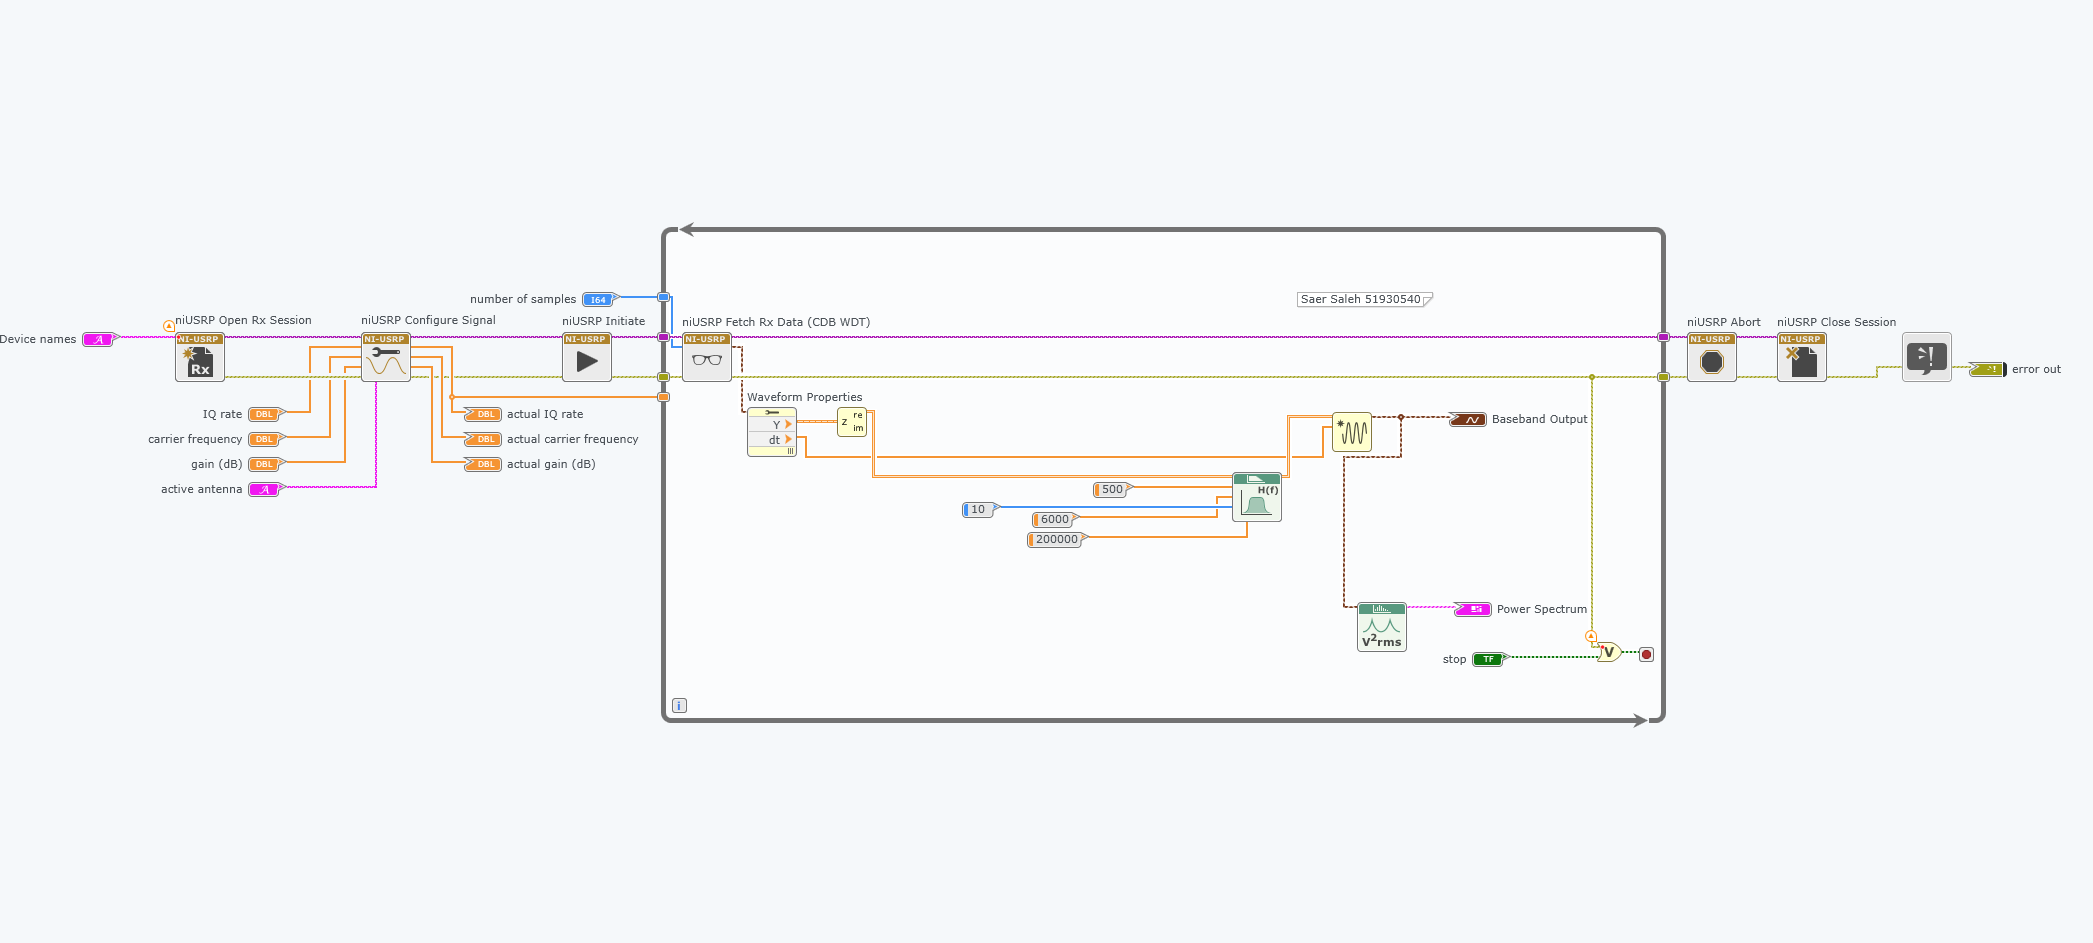 number of samples
I64
Saer Saleh 51930540
niUSRP Open Rx Session
niUSRP Configure Signal
niUSRP Initiate
niUSRP Fetch Rx Data (CDB WDT)
niUSRP Abort
niUSRP Close Session
Device names
A
NI-USRP
Rx
NI-USRP
NI-USRP
NI-USRP
NI-USRP
NI-USRP
error out
Waveform Properties
Y
dt
z
re
im
IQ rate
DBL
DBL
actual IQ rate
carrier frequency
DBL
DBL
actual carrier frequency
gain (dB)
DBL
DBL
actual gain (dB)
active antenna
A
Baseband Output
500
10
6000
200000
H(f)
Power Spectrum
V²rms
stop
TF
V
i